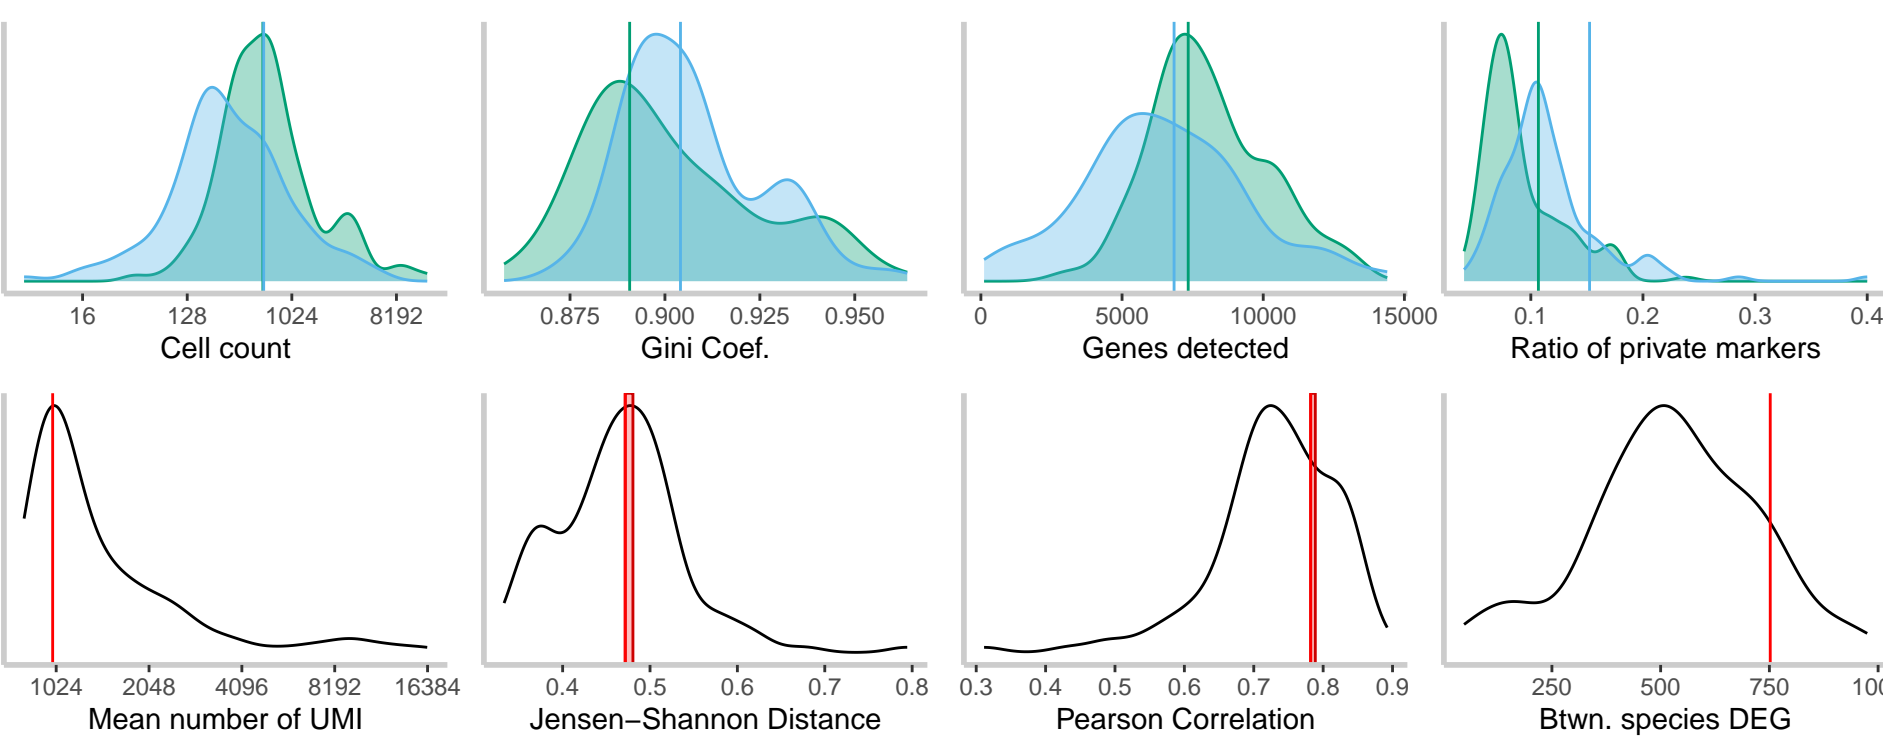 16 128 1024 8192
Cell count
0.875 0.900 0.925 0.950
Gini Coef.
0 5000 10000 15000
Genes detected
0.1 0.2 0.3 0.4
Ratio of private markers
1024 2048 4096 8192 16384
Mean number of UMI
0.4 0.5 0.6 0.7 0.8
Jensen−Shannon Distance
0.3 0.4 0.5 0.6 0.7 0.8 0.9
Pearson Correlation
250 500 750
Btwn. species DEG